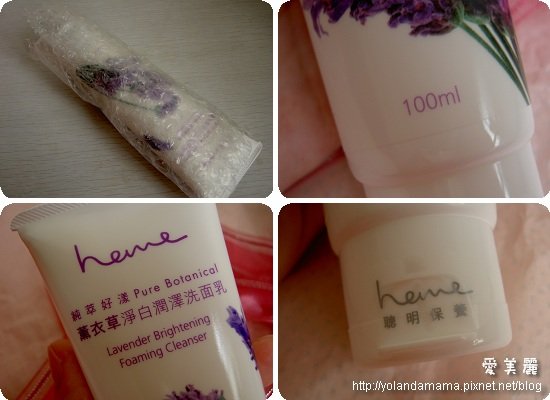 100ml
heme
純萃好漾 Pure Botanical
薰衣草淨白潤澤洗面乳
Lavender Brightening
Foaming Cleanser
heme
聰明保養
愛美麗
http://yolandamama.pixnet.net/blog